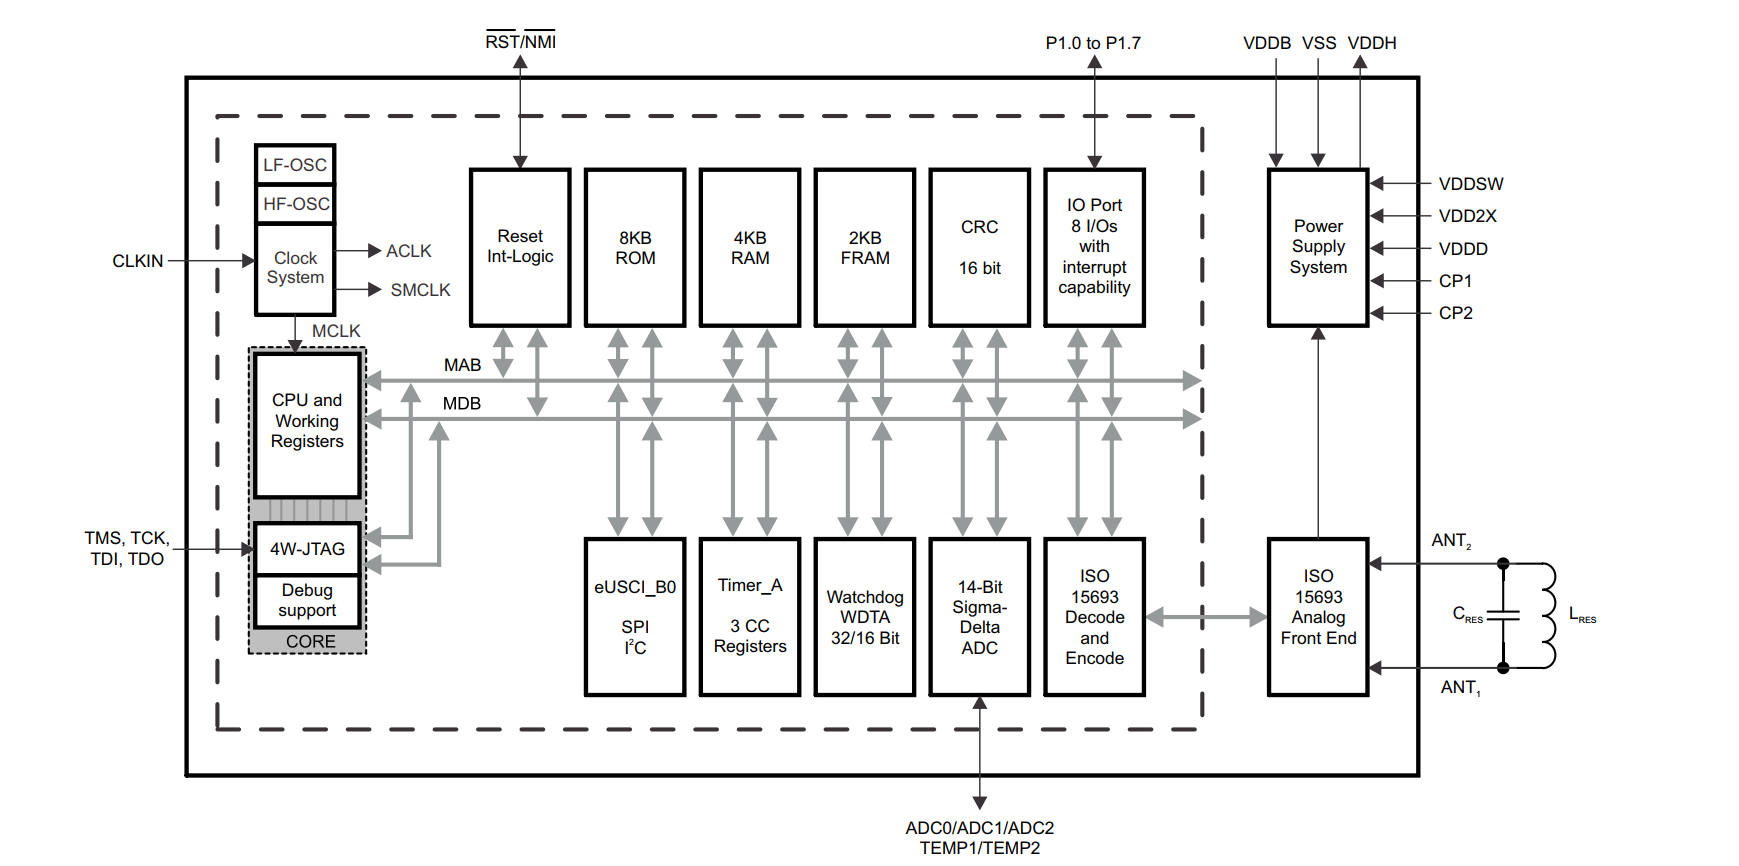 RST/NMI
P1.0 to P1.7
VDDB VSS VDDH
LF-OSC
HF-OSC
Clock
System
CLKIN
ACLK
SMCLK
MCLK
Reset
Int-Logic
8KB
ROM
4KB
RAM
2KB
FRAM
CRC
16 bit
IO Port
8 I/Os
with
interrupt
capability
Power
Supply
System
VDDSW
VDD2X
VDDD
CP1
CP2
MAB
MDB
CPU and
Working
Registers
TMS, TCK,
TDI, TDO
4W-JTAG
Debug
support
CORE
eUSCI_B0
SPI
I²C
Timer_A
3 CC
Registers
Watchdog
WDTA
32/16 Bit
14-Bit
Sigma-
Delta
ADC
ISO
15693
Decode
and
Encode
ISO
15693
Analog
Front End
ANT₂
CRES
LRES
ANT₁
ADC0/ADC1/ADC2
TEMP1/TEMP2